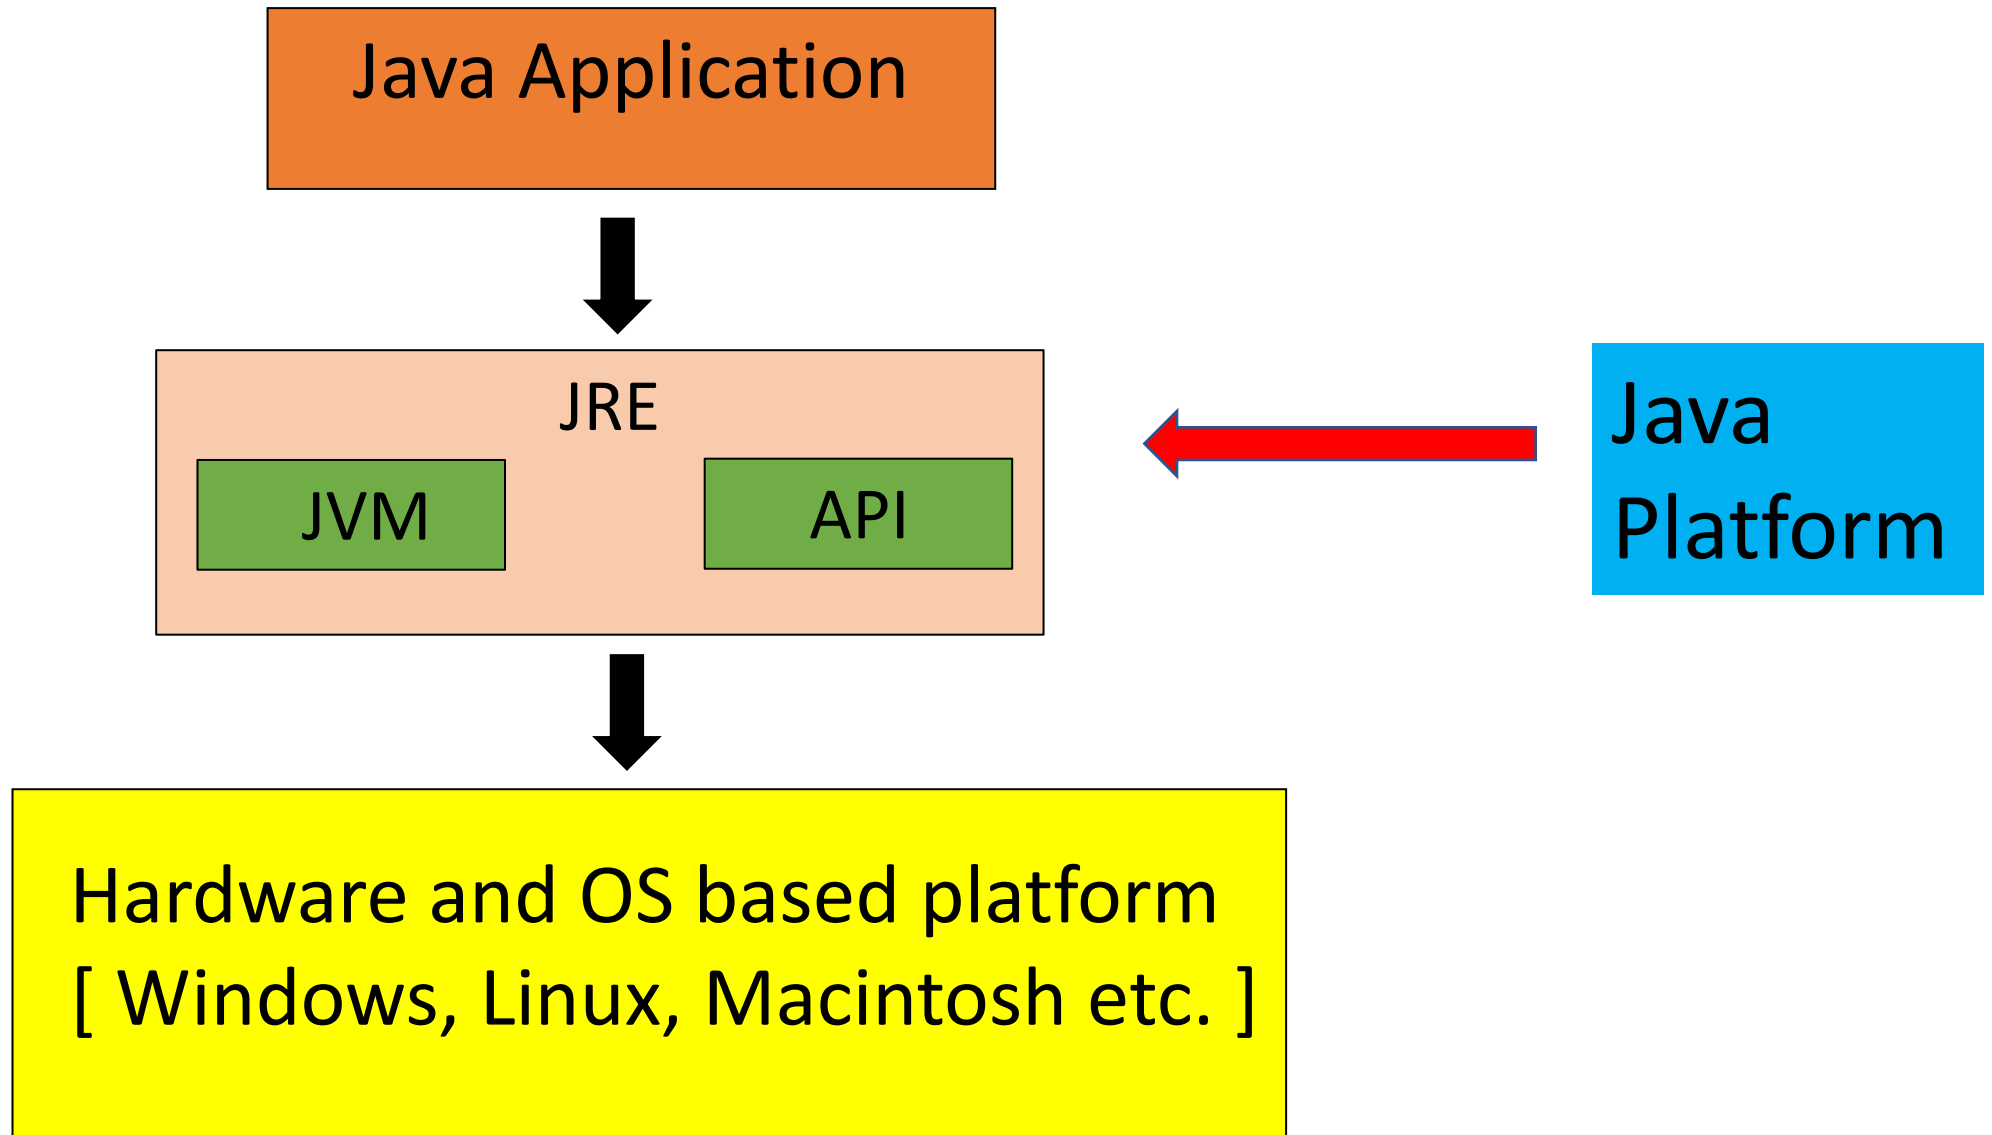 Java Application
JRE
JVM
API
Java
Platform
Hardware and OS based platform
[ Windows, Linux, Macintosh etc. ]